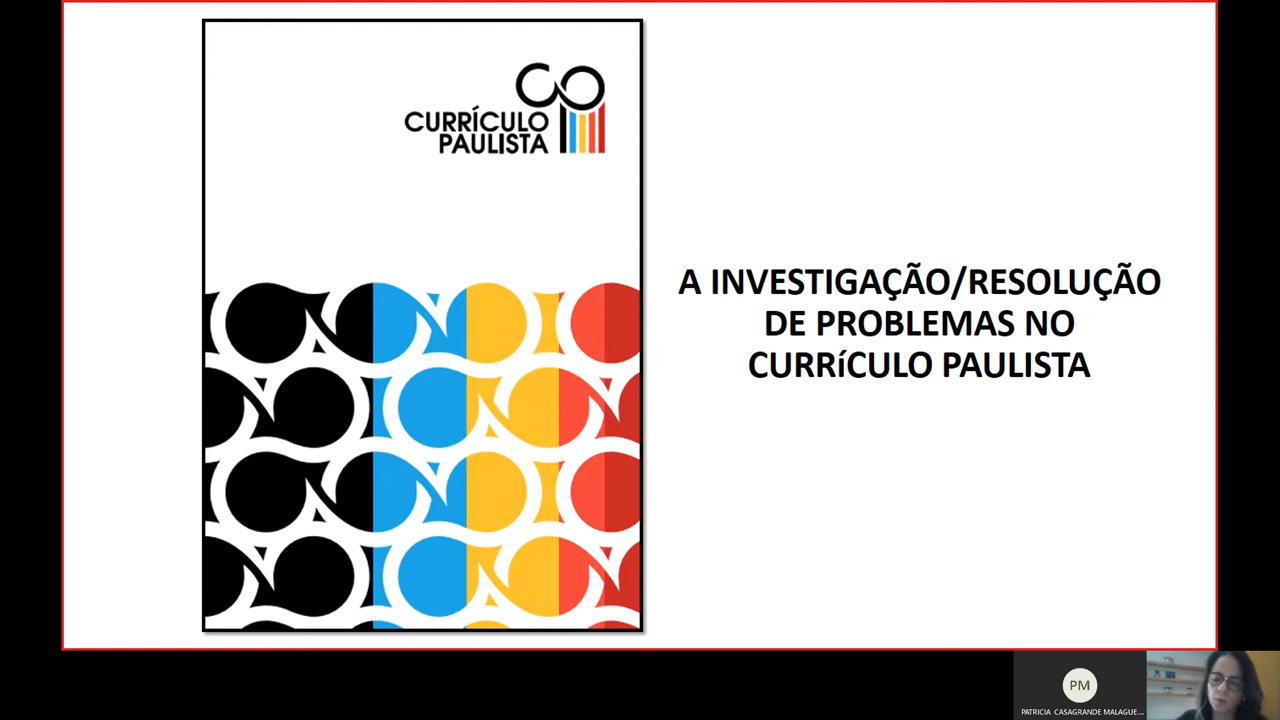 CURRÍCULO
PAULISTA
A INVESTIGAÇÃO/RESOLUÇÃO
DE PROBLEMAS NO
CURRíCULO PAULISTA
PM
PATRICIA CASAGRANDE MALAGUE...